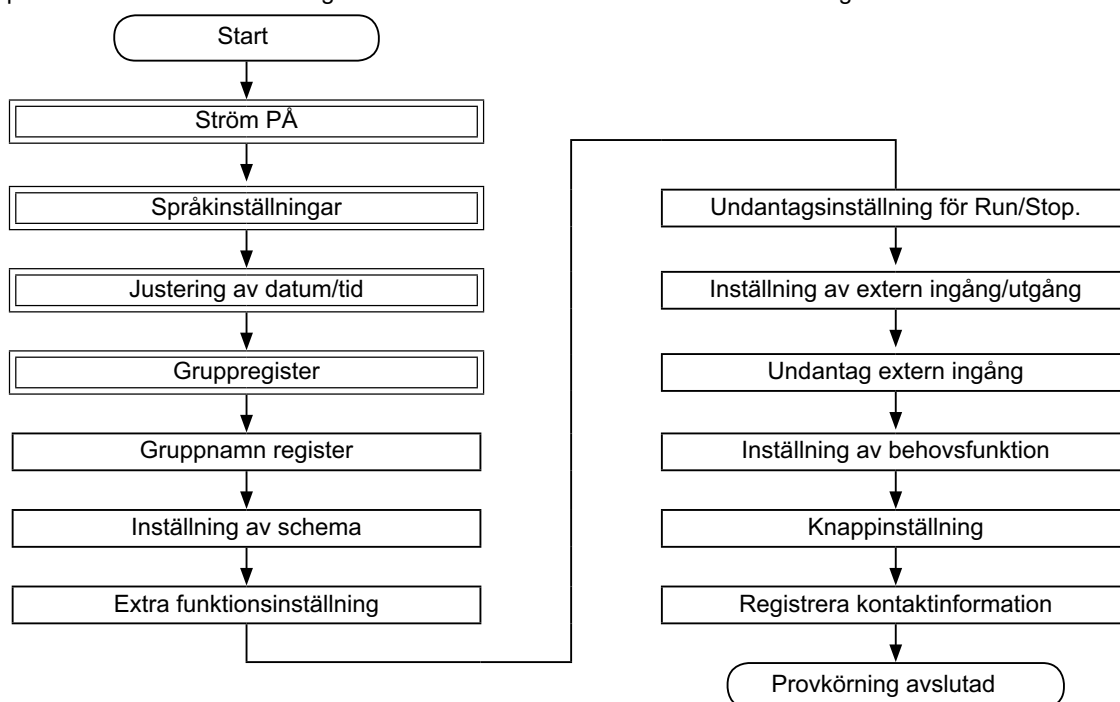 Start
Ström PÅ
Språkinställningar
Justering av datum/tid
Gruppregister
Gruppnamn register
Inställning av schema
Extra funktionsinställning
Undantagsinställning för Run/Stop.
Inställning av extern ingång/utgång
Undantag extern ingång
Inställning av behovsfunktion
Knappinställning
Registrera kontaktinformation
Provkörning avslutad